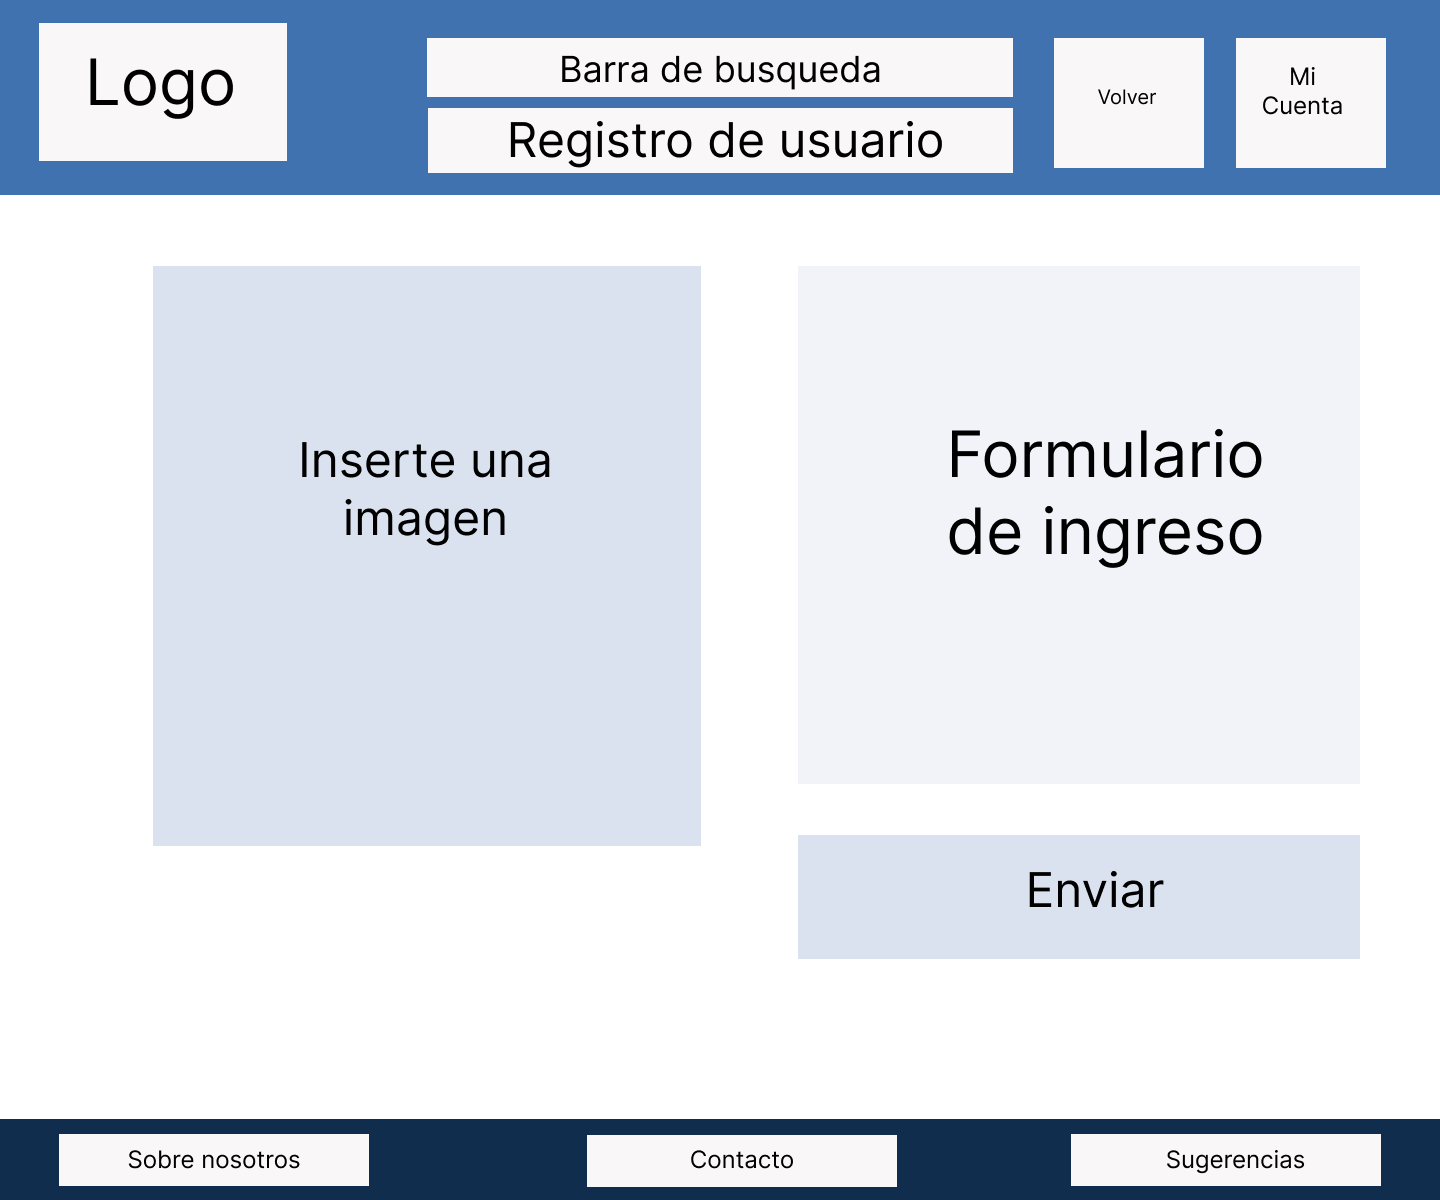 Logo
Barra de busqueda
Registro de usuario
Volver
Mi
Cuenta
Inserte una
imagen
Formulario
de ingreso
Enviar
Sobre nosotros
Contacto
Sugerencias